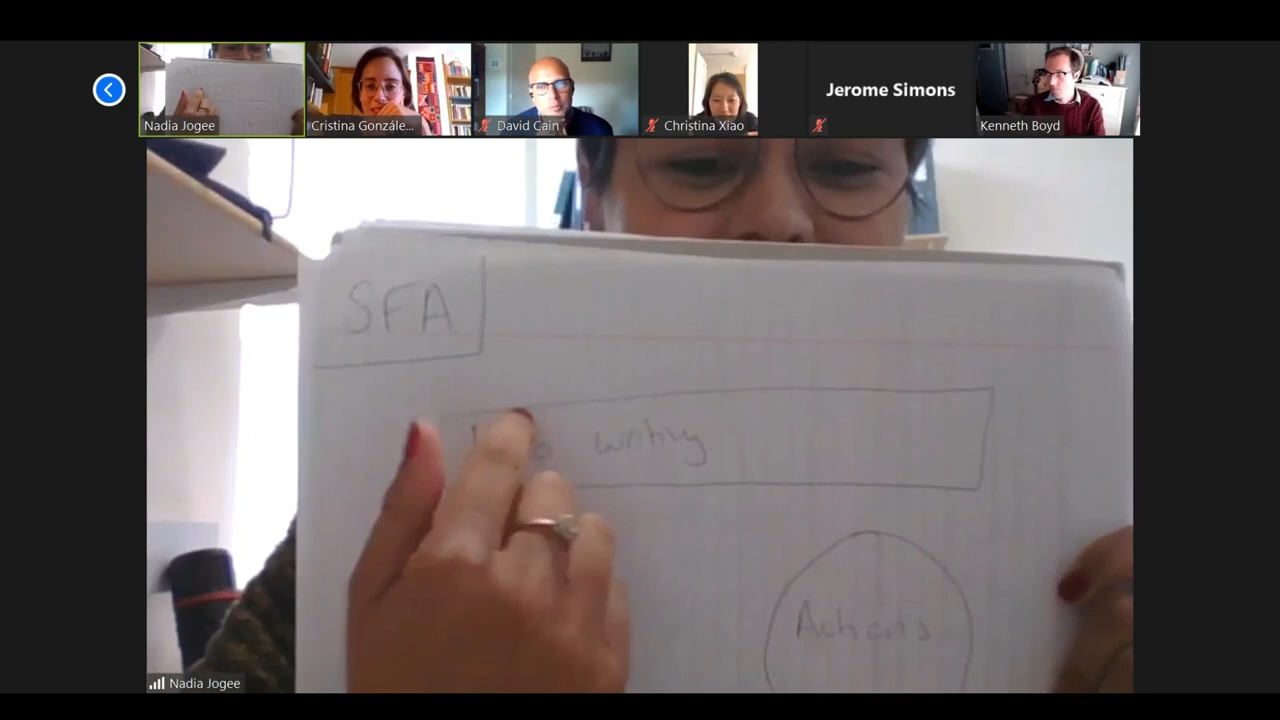 Nadia Jogee
Cristina Gonzále...
David Cain
Christina Xiao
Jerome Simons
Kenneth Boyd
SFA
writing
Actions
Nadia Jogee